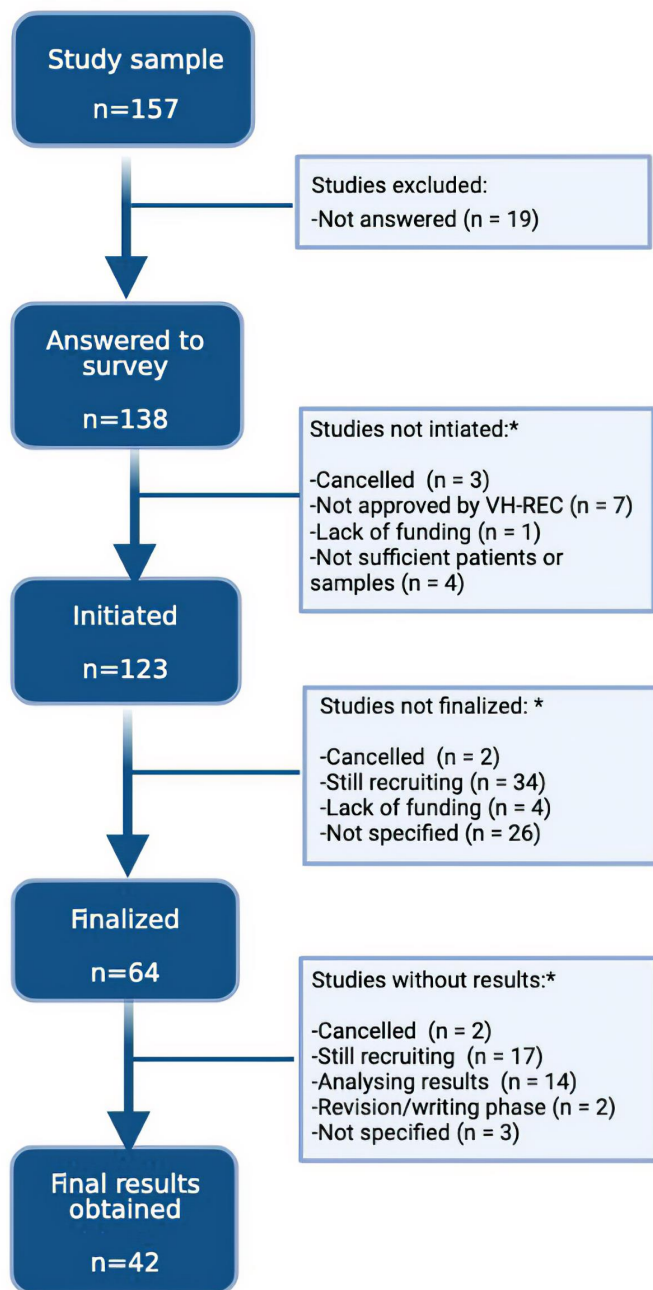 Study sample
n=157
Studies excluded:
-Not answered (n = 19)
Answered to
survey
n=138
Studies not intiated:*
-Cancelled (n = 3)
-Not approved by VH-REC (n = 7)
-Lack of funding (n = 1)
-Not sufficient patients or
samples (n = 4)
Initiated
n=123
Studies not finalized: *
-Cancelled (n = 2)
-Still recruiting (n = 34)
-Lack of funding (n = 4)
-Not specified (n = 26)
Finalized
n=64
Studies without results:*
-Cancelled (n = 2)
-Still recruiting (n = 17)
-Analysing results (n = 14)
-Revision/writing phase (n = 2)
-Not specified (n = 3)
Final results
obtained
n=42